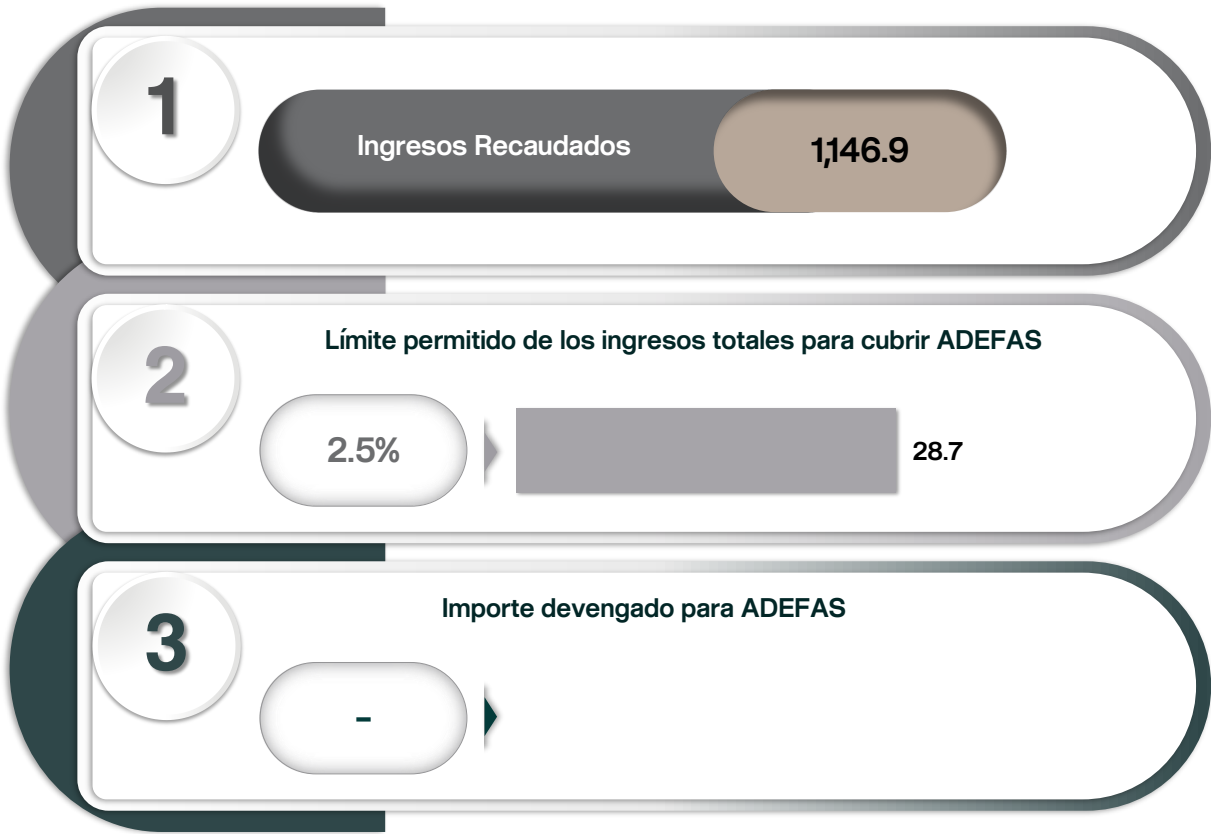 1
Ingresos Recaudados
1,146.9
2
Límite permitido de los ingresos totales para cubrir ADEFAS
2.5%
28.7
3
Importe devengado para ADEFAS
-